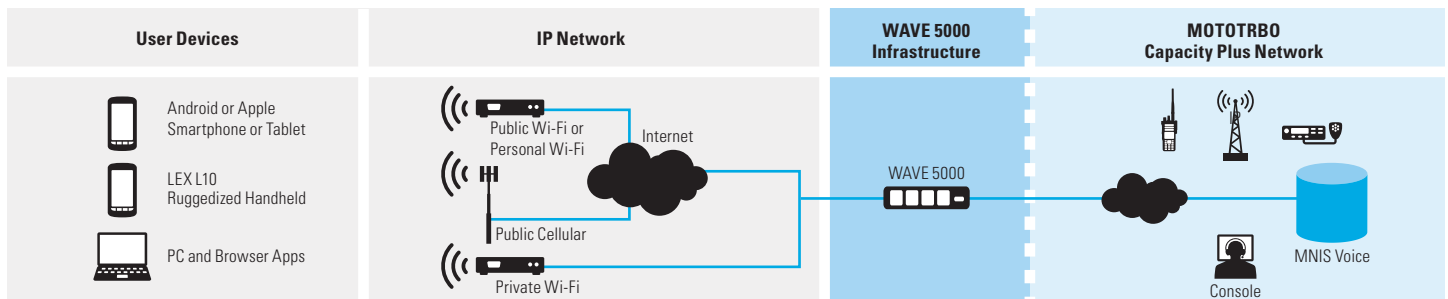 User Devices
IP Network
WAVE 5000
Infrastructure
MOTOTRBO
Capacity Plus Network
Android or Apple
Smartphone or Tablet
LEX L10
Ruggedized Handheld
PC and Browser Apps
Public Wi-Fi or
Personal Wi-Fi
Internet
Public Cellular
Private Wi-Fi
WAVE 5000
MNIS Voice
Console